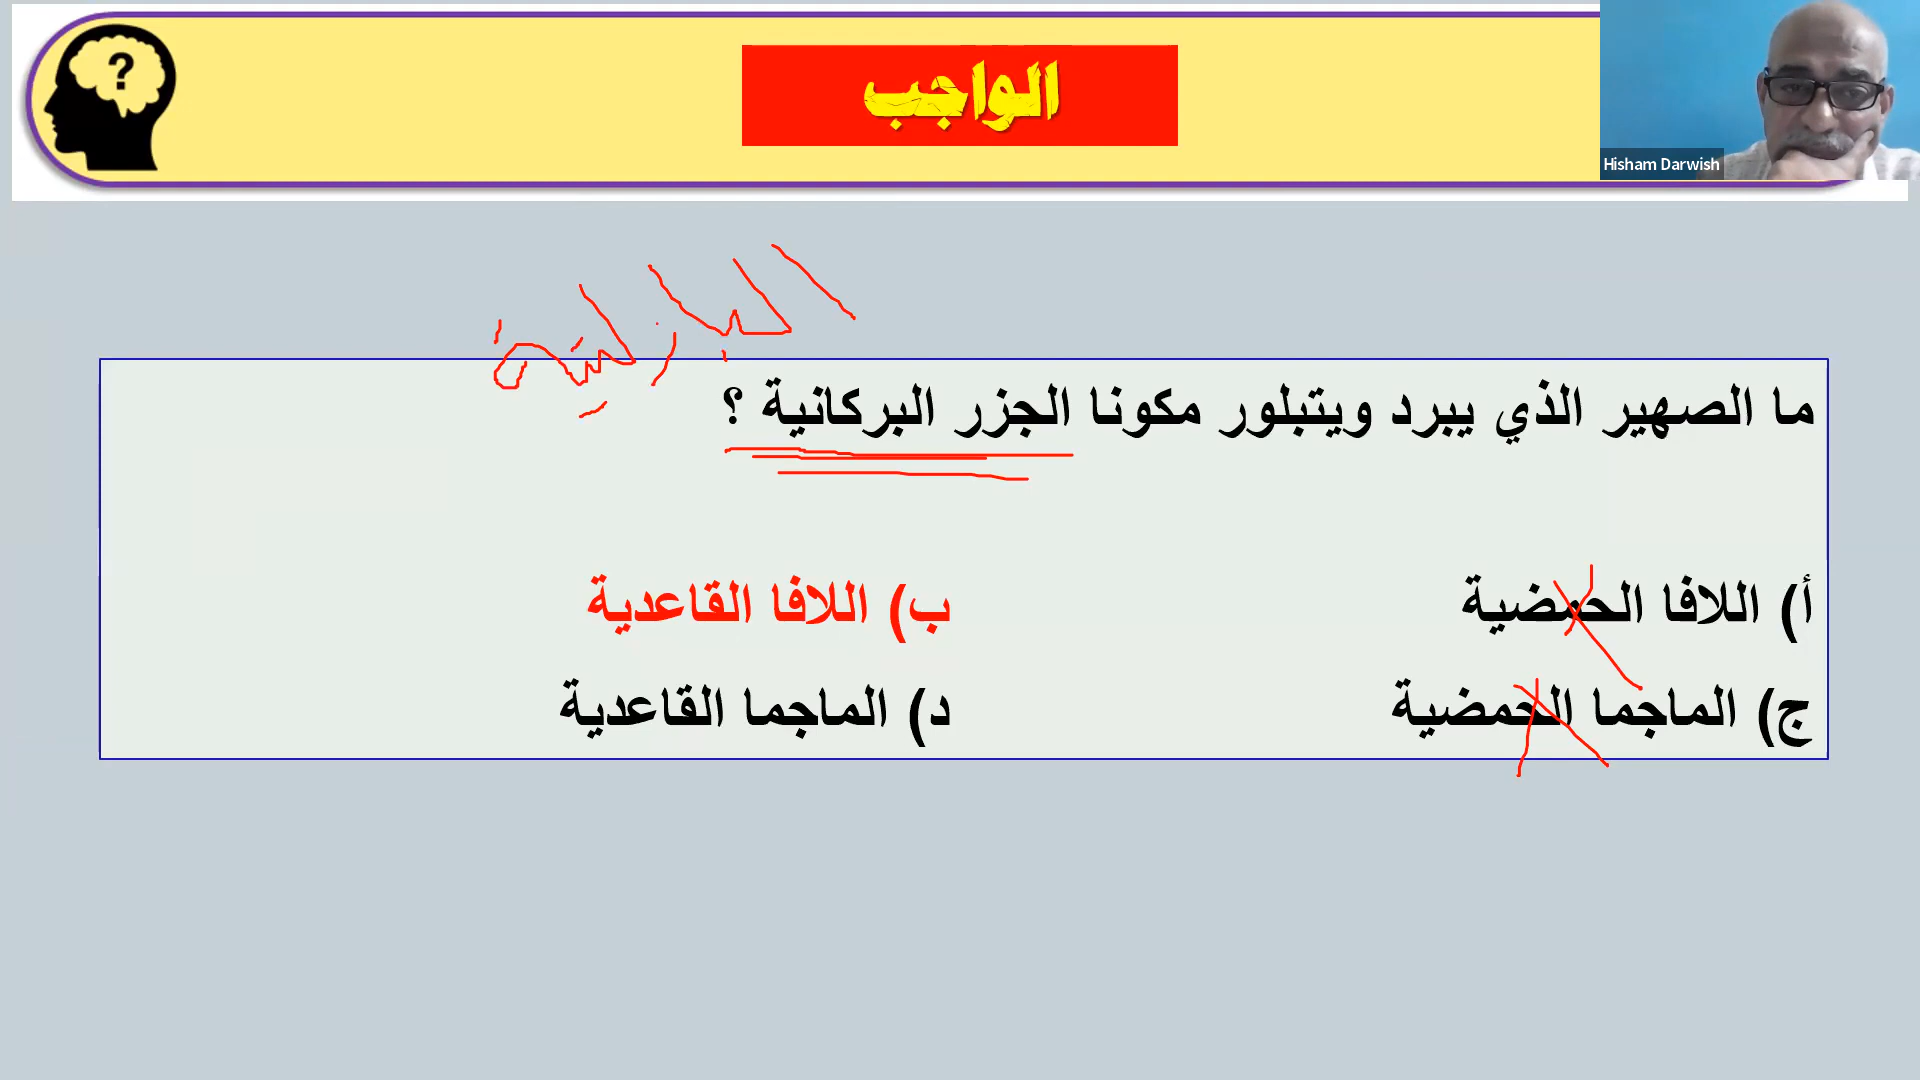 الواجب
?
Hisham Darwish
البازلتية
ما الصهير الذي يبرد ويتبلور مكونا الجزر البركانية ؟
أ) اللافا الحمضية
ب) اللافا القاعدية
ج) الماجما الحمضية
د) الماجما القاعدية